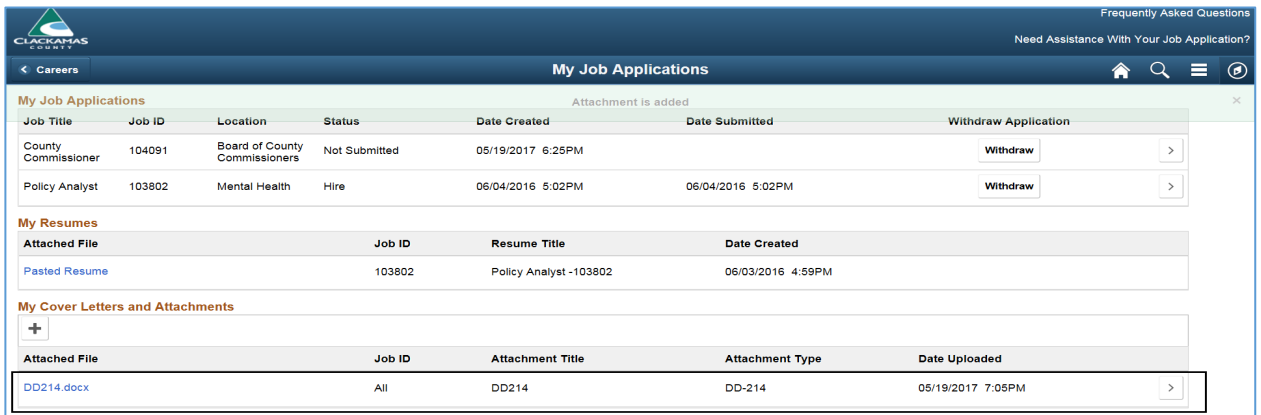 Frequently Asked Questions
CLACKAMAS
COUNTY
Need Assistance With Your Job Application?
Careers
My Job Applications
My Job Applications
Attachment is added
Job Title Job ID Location Status Date Created Date Submitted Withdraw Application
County Commissioner 104091 Board of County Commissioners Not Submitted 05/19/2017 6:25PM Withdraw
Policy Analyst 103802 Mental Health Hire 06/04/2016 5:02PM 06/04/2016 5:02PM Withdraw
My Resumes
Attached File Job ID Resume Title Date Created
Pasted Resume 103802 Policy Analyst -103802 06/03/2016 4:59PM
My Cover Letters and Attachments
Attached File Job ID Attachment Title Attachment Type Date Uploaded
DD214.docx All DD214 DD-214 05/19/2017 7:05PM